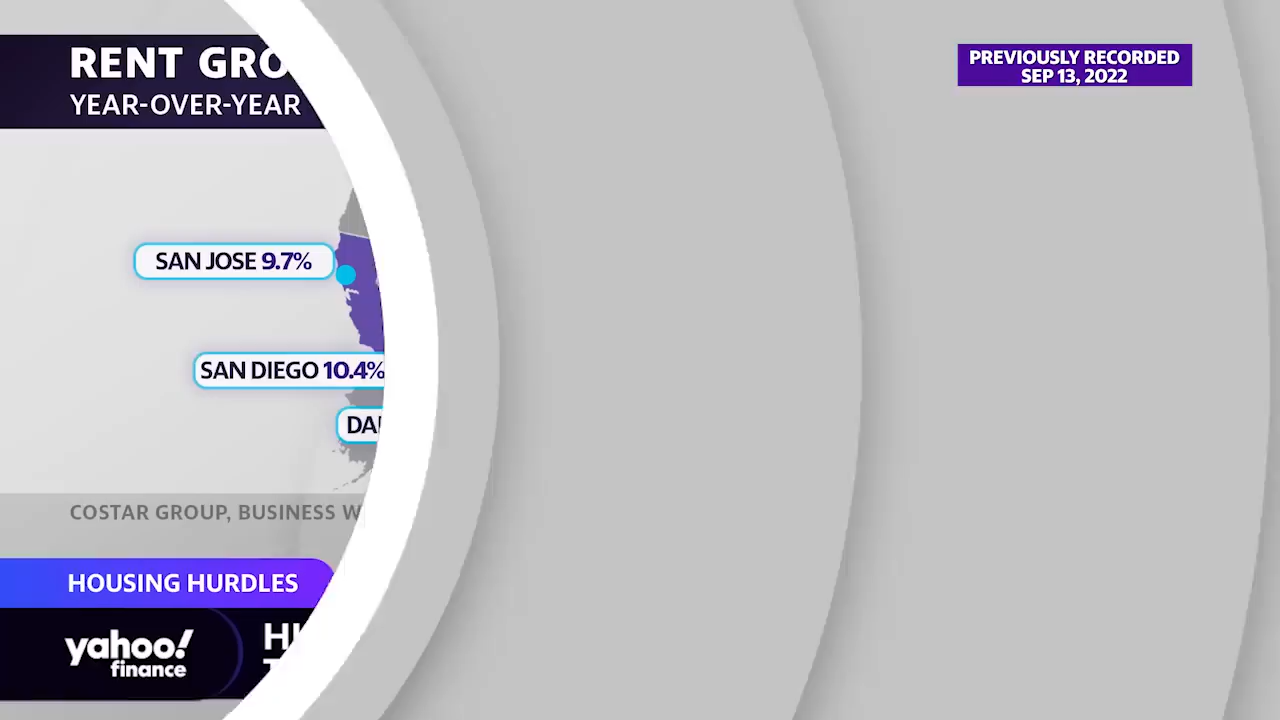 RENT GRO
YEAR-OVER-YEAR
PREVIOUSLY RECORDED
SEP 13, 2022
SAN JOSE 9.7%
SAN DIEGO 10.4%
DAL
COSTAR GROUP, BUSINESS W
HOUSING HURDLES
yahoo!
finance